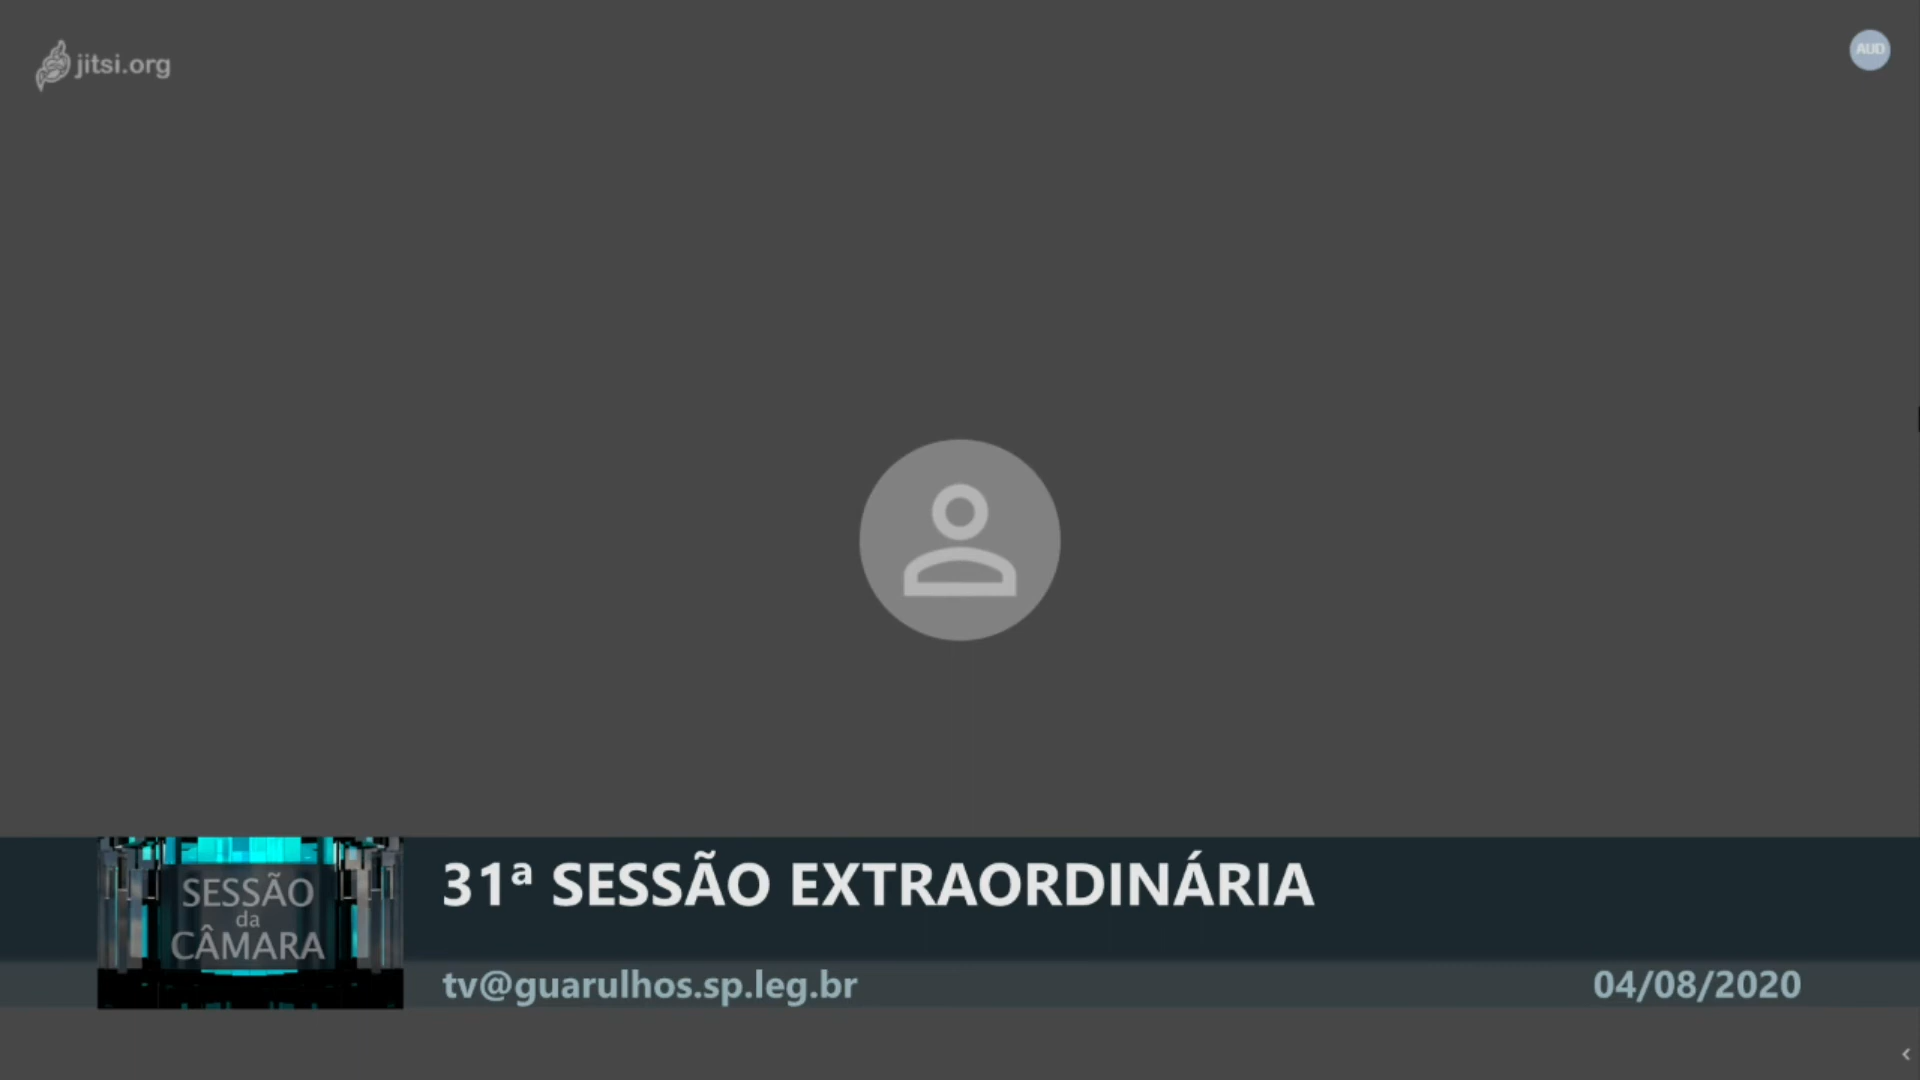 jitsi.org
AUD
SESSÃO
da
CÂMARA
31ª SESSÃO EXTRAORDINÁRIA
tv@guarulhos.sp.leg.br
04/08/2020